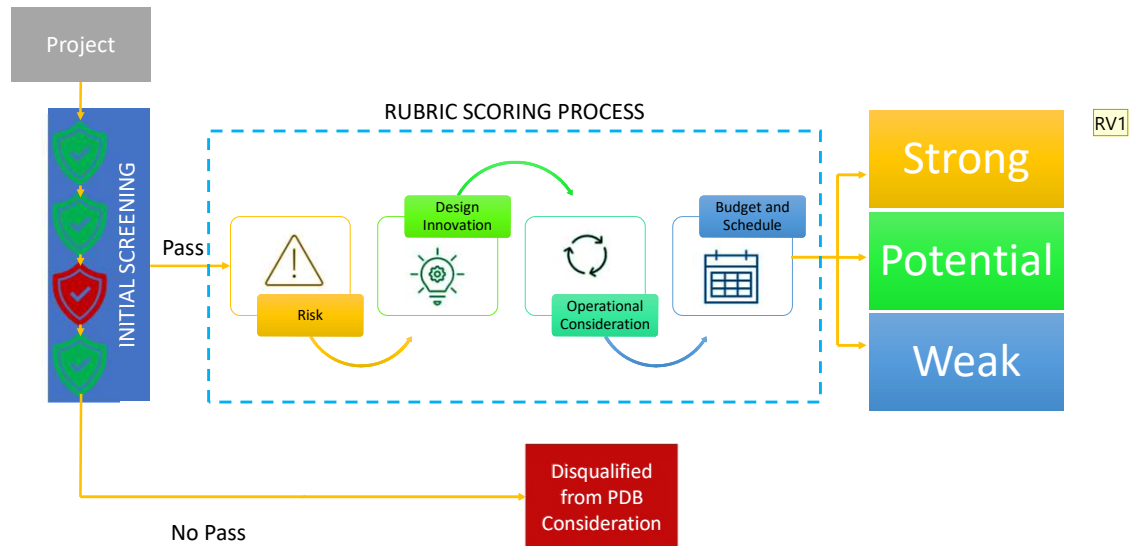 Project
RUBRIC SCORING PROCESS
RV1
INITIAL SCREENING
Pass
Risk
Design
Innovation
Operational
Consideration
Budget and
Schedule
Strong
Potential
Weak
Disqualified
from PDB
Consideration
No Pass